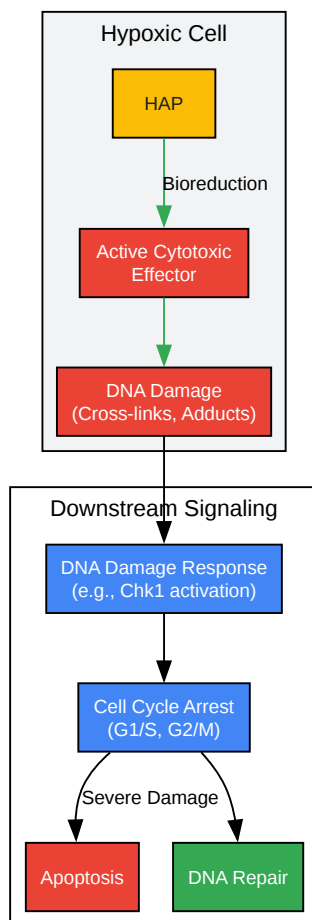 Hypoxic Cell
HAP
Bioreduction
Active Cytotoxic
Effector
DNA Damage
(Cross-links, Adducts)
Downstream Signaling
DNA Damage Response
(e.g., Chk1 activation)
Cell Cycle Arrest
(G1/S, G2/M)
Severe Damage
Apoptosis
DNA Repair